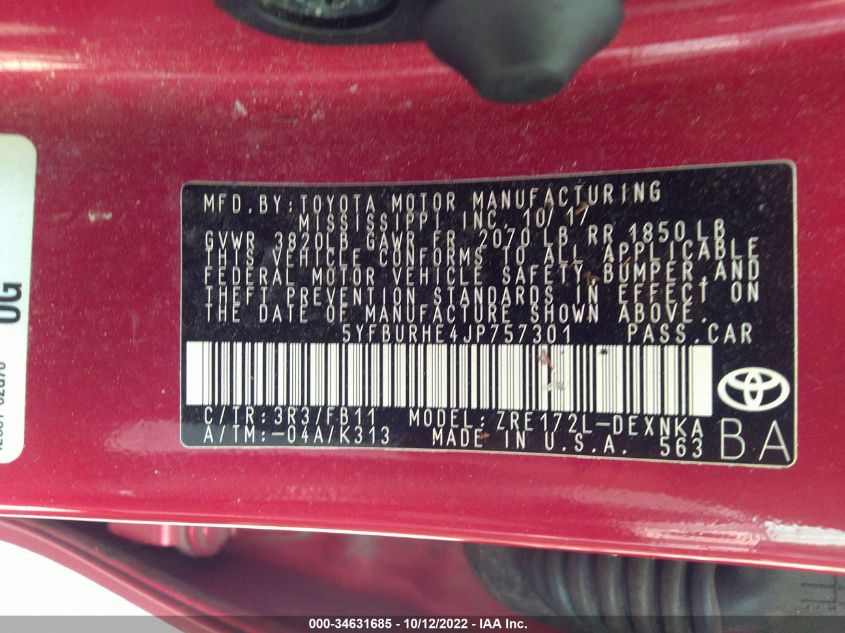 MFD.BY:TOYOTA MOTOR MANUFACTURING
MISSISSIPPI INC. 10/17
GVWR 3820LB GAWR FR 2070 LB RR 1850 LB
THIS VEHICLE CONFORMS TO ALL APPLICABLE
FEDERAL MOTOR VEHICLE SAFETY, BUMPER, AND
THEFT PREVENTION STANDARDS IN EFFECT ON
THE DATE OF MANUFACTURE SHOWN ABOVE.
5YFBURHE4JP757301 PASS.CAR
C/TR:3R3/FB11 MODEL:ZRE172L-DEXNKA
A/TM:-04A/K313 MADE IN U.S.A. 563
BA
UG
000-34631685 - 10/12/2022 - IAA Inc.